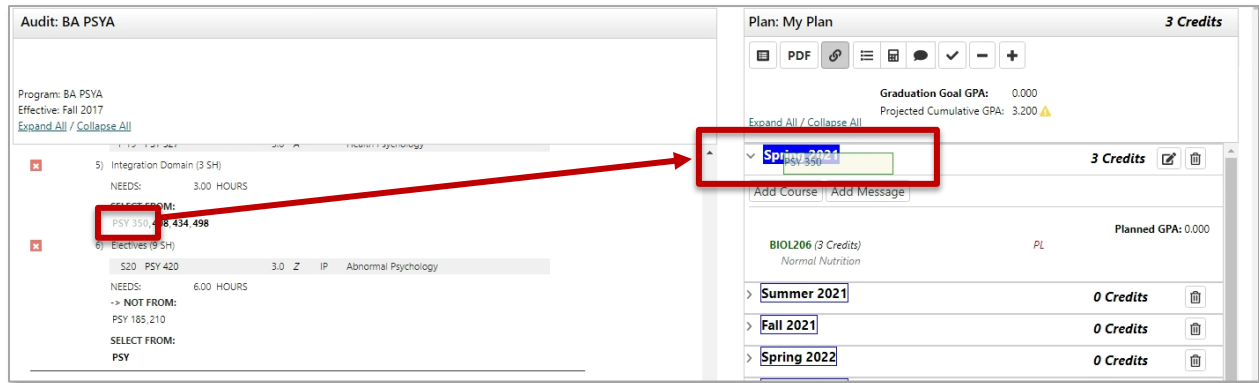 Audit: BA PSYA
Program: BA PSYA
Effective: Fall 2017
Expand All / Collapse All
Health Psychology
5) Integration Domain (3 SH)
NEEDS: 3.00 HOURS
SELECT FROM:
PSY 350,498,434,498
6) Electives (9 SH)
S20 PSY 420 3.0 Z IP Abnormal Psychology
NEEDS: 6.00 HOURS
-> NOT FROM:
PSY 185,210
SELECT FROM:
PSY
Plan: My Plan 3 Credits
PDF
Graduation Goal GPA: 0.000
Projected Cumulative GPA: 3.200
Expand All / Collapse All
Spring 2021 3 Credits
PSY 350
Add Course Add Message
Planned GPA: 0.000
BIOL206 (3 Credits) PL
Normal Nutrition
Summer 2021 0 Credits
Fall 2021 0 Credits
Spring 2022 0 Credits